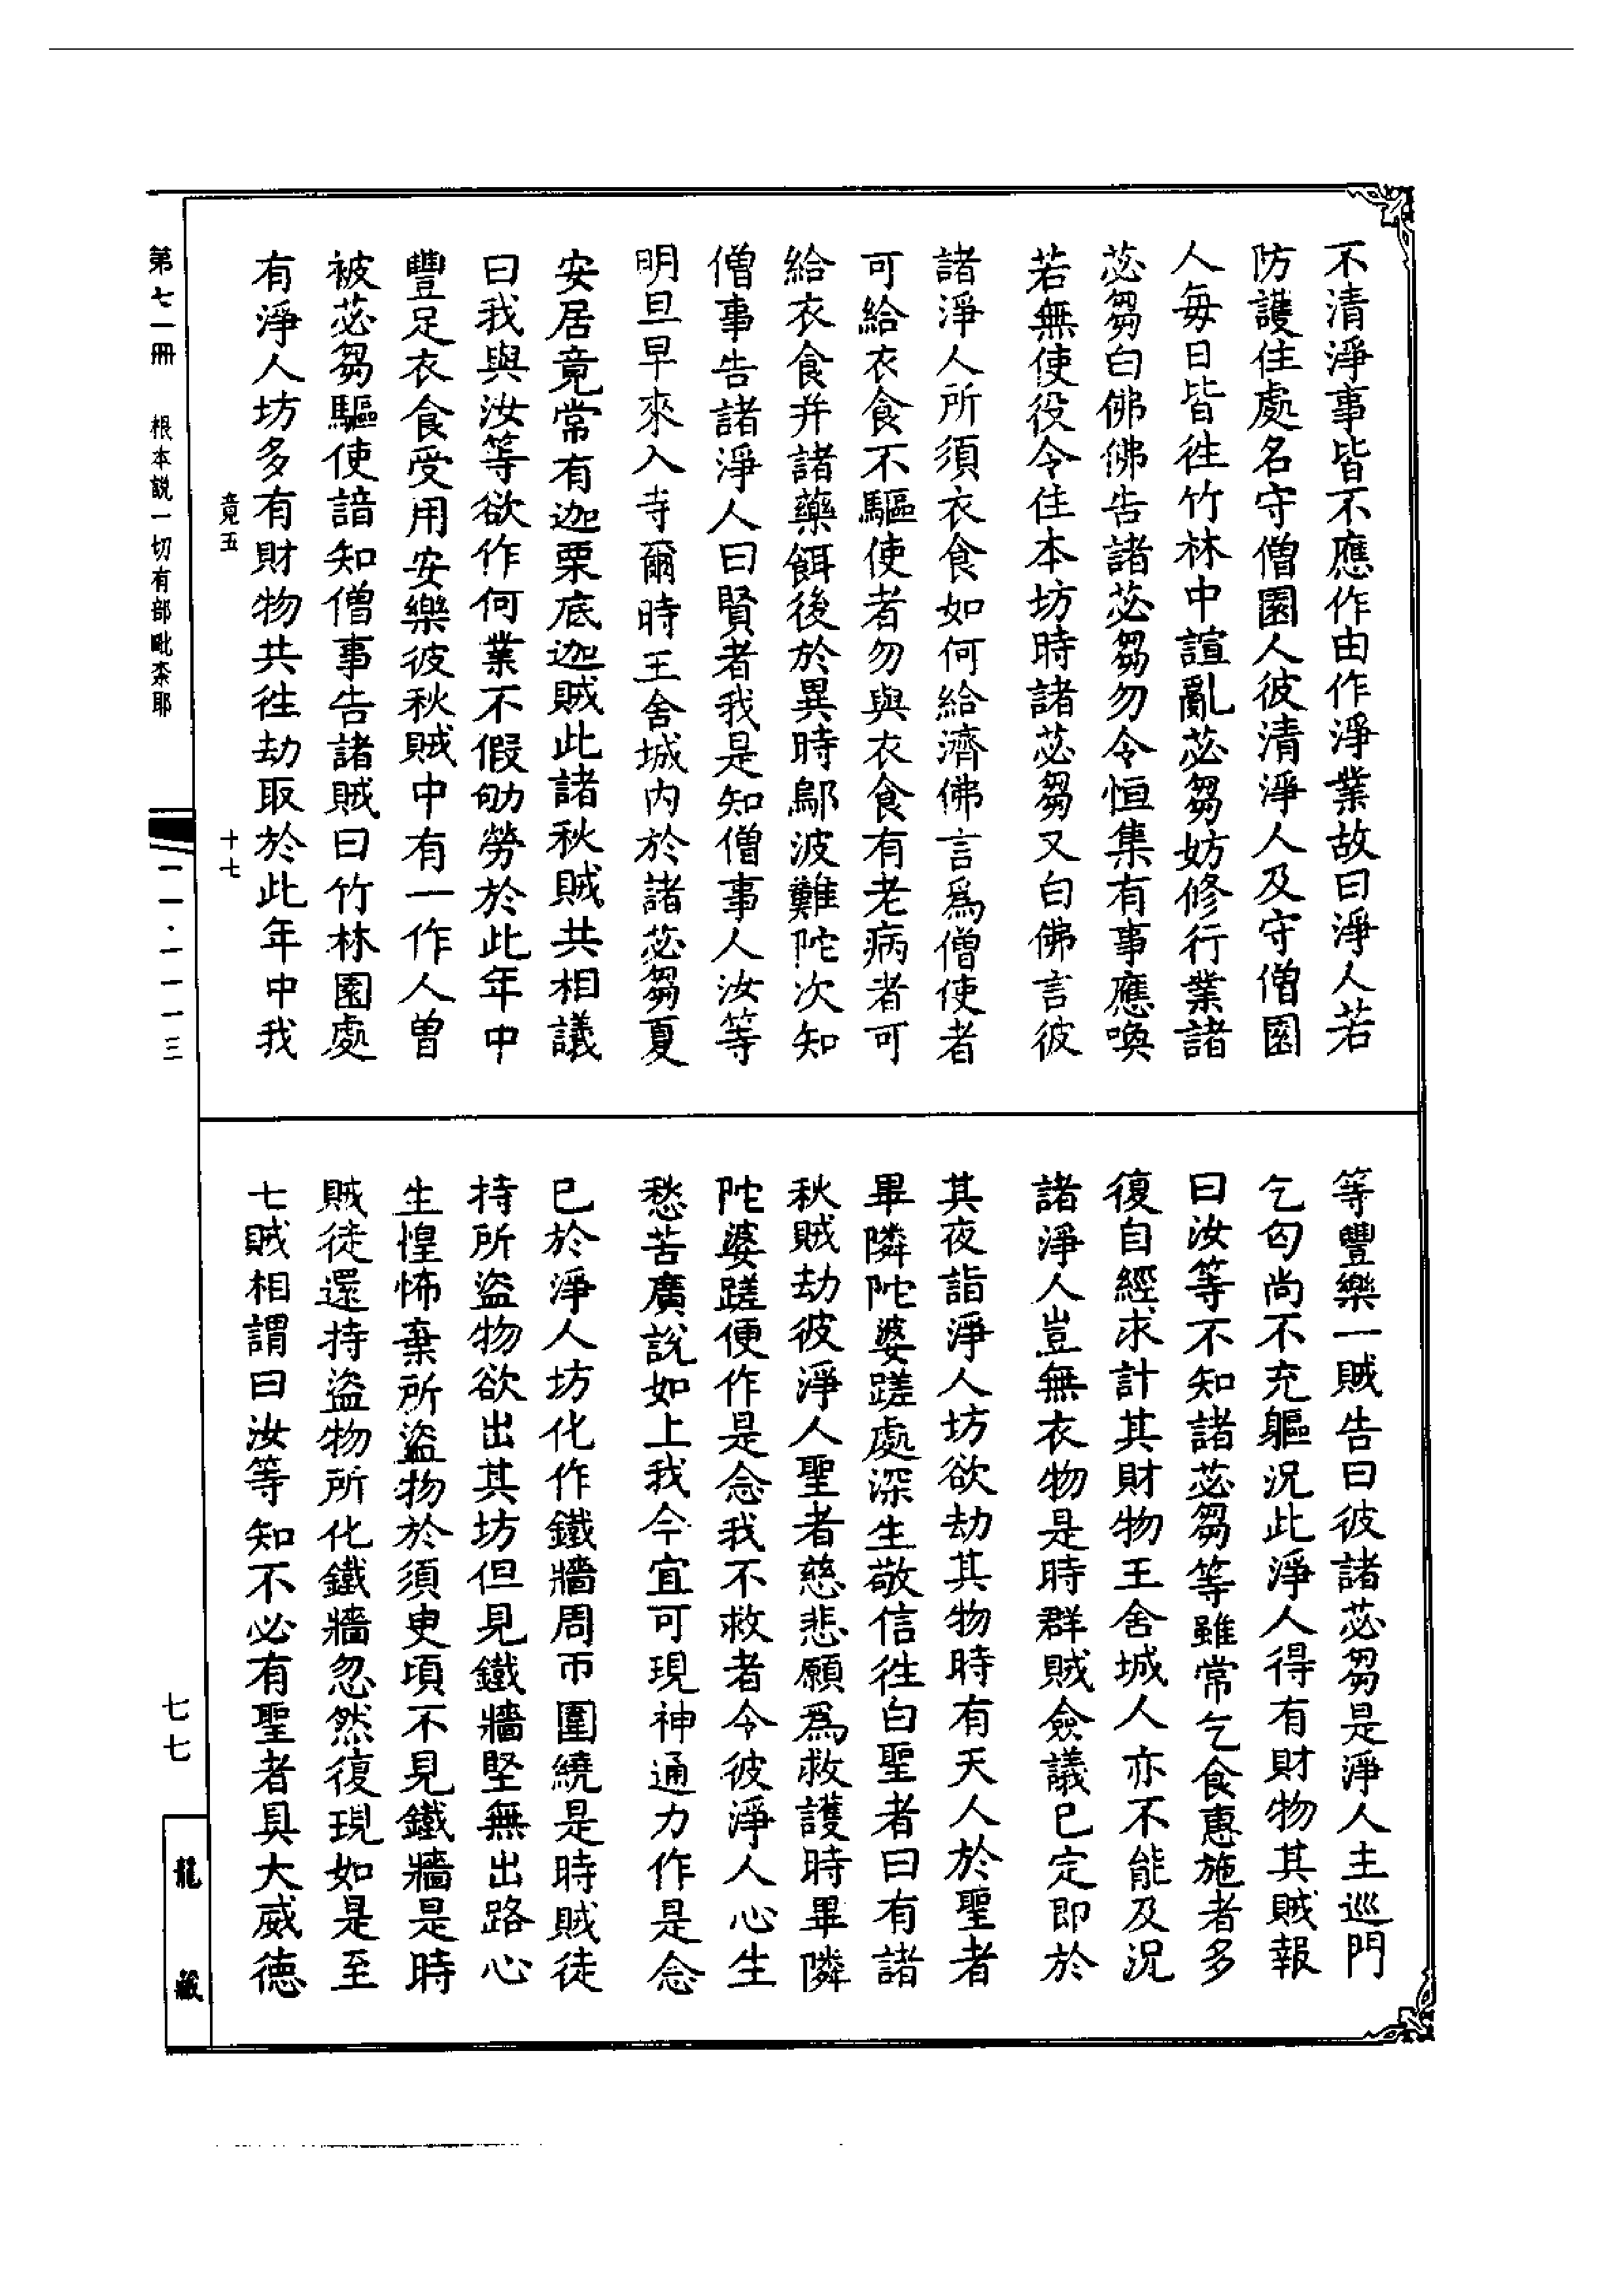 不清淨事皆不應作由作淨業故曰淨人若
防護住處名守僧園人彼清淨人及守僧園
人每日皆徃竹林中諠亂苾芻妨修行業諸
苾芻白佛佛告諸苾芻勿令恒集有事應喚
若無使役令住本坊時諸苾芻又白佛言彼
諸淨人所須衣食如何給濟佛言爲僧使者
可給衣食不驅使者勿與衣食有老病者可
給衣食并諸藥餌後於異時鄔波難陀次知
僧事告諸淨人曰賢者我是知僧事人汝等
明旦早來入寺爾時王舍城内於諸苾芻夏
安居竟常有迦栗底迦賊此諸秋賊共相議
曰我與汝等欲作何業不假劬勞於此年中
豐足衣食受用安樂彼秋賊中有一作人曾
被苾芻驅使諳知僧事告諸賊曰竹林園處
有淨人坊多有財物共徃劫取於此年中我
竟五 十七
等豐樂一賊告曰彼諸苾芻是淨人主巡門
乞匃尚不充軀況此淨人得有財物其賊報
曰汝等不知諸苾芻等雖常乞食惠施者多
復自經求計其財物王舍城人亦不能及況
諸淨人豈無衣物是時群賊僉議已定即於
其夜詣淨人坊欲劫其物時有天人於聖者
畢隣陀婆蹉處深生敬信徃白聖者曰有諸
秋賊劫彼淨人聖者慈悲願爲救護時畢隣
陀婆蹉便作是念我不救者令彼淨人心生
愁苦廣説如上我今宜可現神通力作是念
已於淨人坊化作鐵牆周帀圍繞是時賊徒
持所盜物欲出其坊但見鐵牆堅無出路心
生惶怖棄所盜物於須臾頃不見鐵牆是時
賊徒還持盜物所化鐵牆忽然復現如是至
七賊相謂曰汝等知不必有聖者具大威德
第七一冊 根本説一切有部毗柰耶
一一·一一一三
七七
龍藏